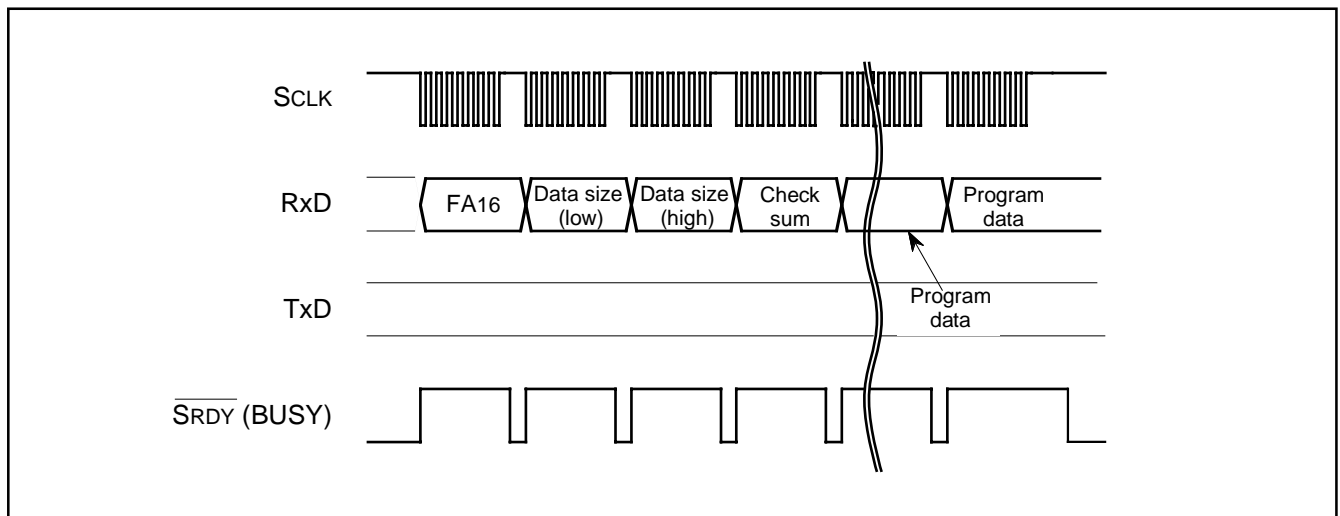 SCLK
RxD
FA16
Data size
(low)
Data size
(high)
Check
sum
Program
data
Program
data
TxD
SRDY (BUSY)